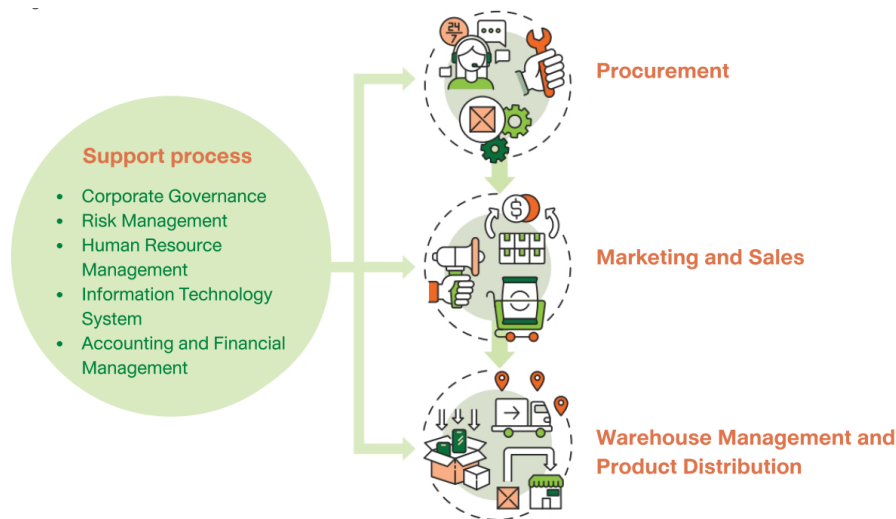 Support process
• Corporate Governance
• Risk Management
• Human Resource
Management
• Information Technology
System
• Accounting and Financial
Management
24
7
Procurement
$
Marketing and Sales
Warehouse Management and
Product Distribution